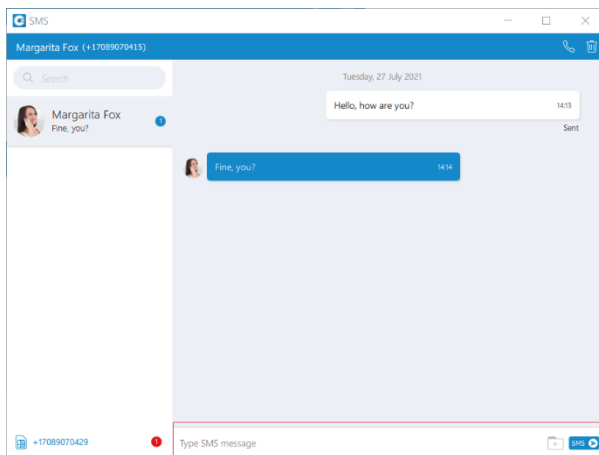 SMS
Margarita Fox (+17089070415)
Search
Margarita Fox
Fine, you?
1
Tuesday, 27 July 2021
Hello, how are you? 14:13
Sent
Fine, you? 14:14
+17089070429 1
Type SMS message
SMS